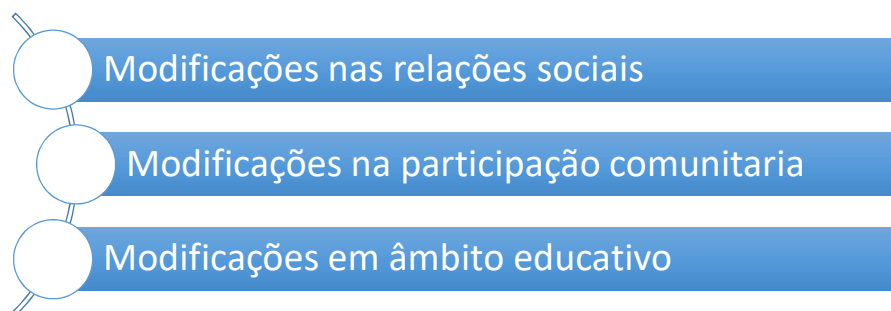 Modificações nas relações sociais
Modificações na participação comunitaria
Modificações em âmbito educativo